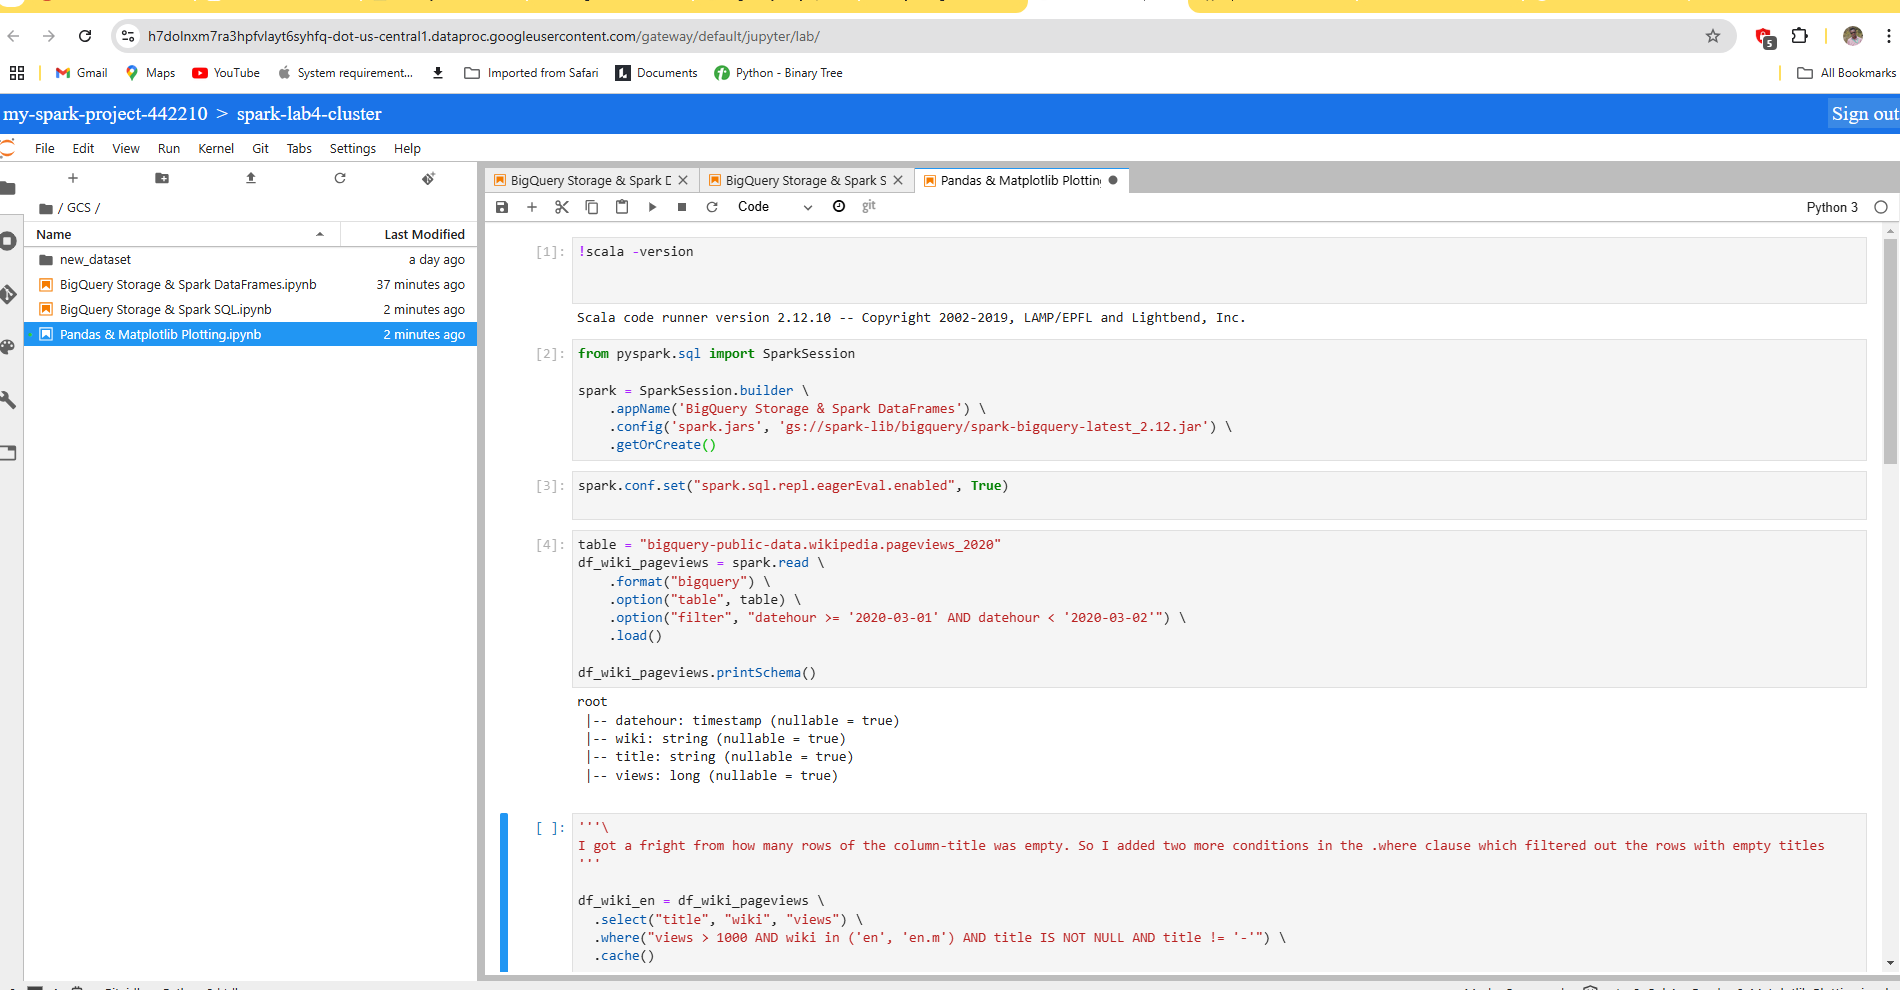 h7dolnxm7ra3hpfvlayt6syhfq-dot-us-central1.dataproc.googleusercontent.com/gateway/default/jupyter/lab/
5
Gmail Maps YouTube System requirement... Imported from Safari Documents Python - Binary Tree All Bookmarks
my-spark-project-442210 > spark-lab4-cluster Sign out
File Edit View Run Kernel Git Tabs Settings Help
BigQuery Storage & Spark D BigQuery Storage & Spark S Pandas & Matplotlib Plotting
/ GCS /
Code git Python 3
Name Last Modified
new_dataset a day ago
BigQuery Storage & Spark DataFrames.ipynb 37 minutes ago
BigQuery Storage & Spark SQL.ipynb 2 minutes ago
Pandas & Matplotlib Plotting.ipynb 2 minutes ago
[1]: !scala -version
Scala code runner version 2.12.10 -- Copyright 2002-2019, LAMP/EPFL and Lightbend, Inc.
[2]: from pyspark.sql import SparkSession
spark = SparkSession.builder \
.appName('BigQuery Storage & Spark DataFrames') \
.config('spark.jars', 'gs://spark-lib/bigquery/spark-bigquery-latest_2.12.jar') \
.getOrCreate()
[3]: spark.conf.set("spark.sql.repl.eagerEval.enabled", True)
[4]: table = "bigquery-public-data.wikipedia.pageviews_2020"
df_wiki_pageviews = spark.read \
.format("bigquery") \
.option("table", table) \
.option("filter", "datehour >= '2020-03-01' AND datehour < '2020-03-02'") \
.load()
df_wiki_pageviews.printSchema()
root
|-- datehour: timestamp (nullable = true)
|-- wiki: string (nullable = true)
|-- title: string (nullable = true)
|-- views: long (nullable = true)
[ ]: '''\
I got a fright from how many rows of the column-title was empty. So I added two more conditions in the .where clause which filtered out the rows with empty titles
'''
df_wiki_en = df_wiki_pageviews \
.select("title", "wiki", "views") \
.where("views > 1000 AND wiki in ('en', 'en.m') AND title IS NOT NULL AND title != '-'") \
.cache()